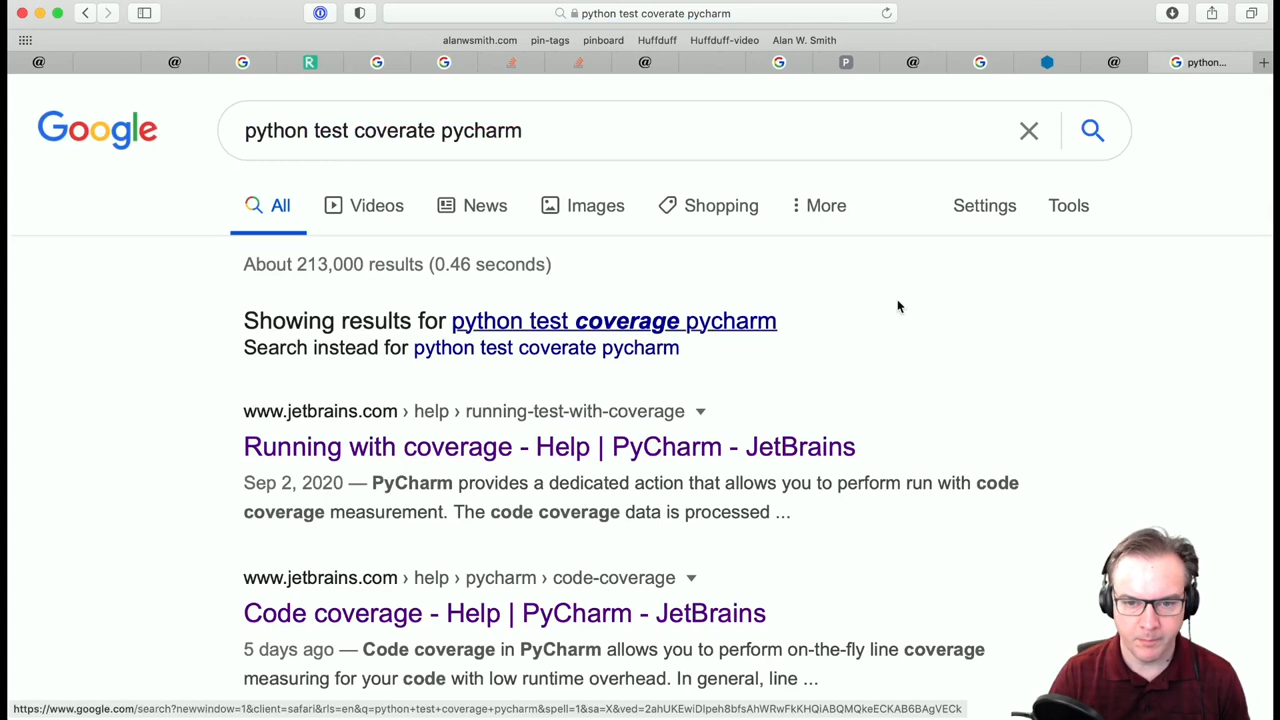 python test coverate pycharm
alanwsmith.com pin-tags pinboard Huffduff Huffduff-video Alan W. Smith
@ @ G R G G @ G P @ G @ G python... +
Google
python test coverate pycharm
All Videos News Images Shopping More Settings Tools
About 213,000 results (0.46 seconds)
Showing results for python test coverage pycharm
Search instead for python test coverate pycharm
www.jetbrains.com › help › running-test-with-coverage
Running with coverage - Help | PyCharm - JetBrains
Sep 2, 2020 — PyCharm provides a dedicated action that allows you to perform run with code
coverage measurement. The code coverage data is processed ...
www.jetbrains.com › help › pycharm › code-coverage
Code coverage - Help | PyCharm - JetBrains
5 days ago — Code coverage in PyCharm allows you to perform on-the-fly line coverage
measuring for your code with low runtime overhead. In general, line ...
https://www.google.com/search?newwindow=1&client=safari&rls=en&q=python+test+coverage+pycharm&spell=1&sa=X&ved=2ahUKEwiDlpeh8bfsAhWRwFkKHQiABQMQkeECKAB6BAgVECk